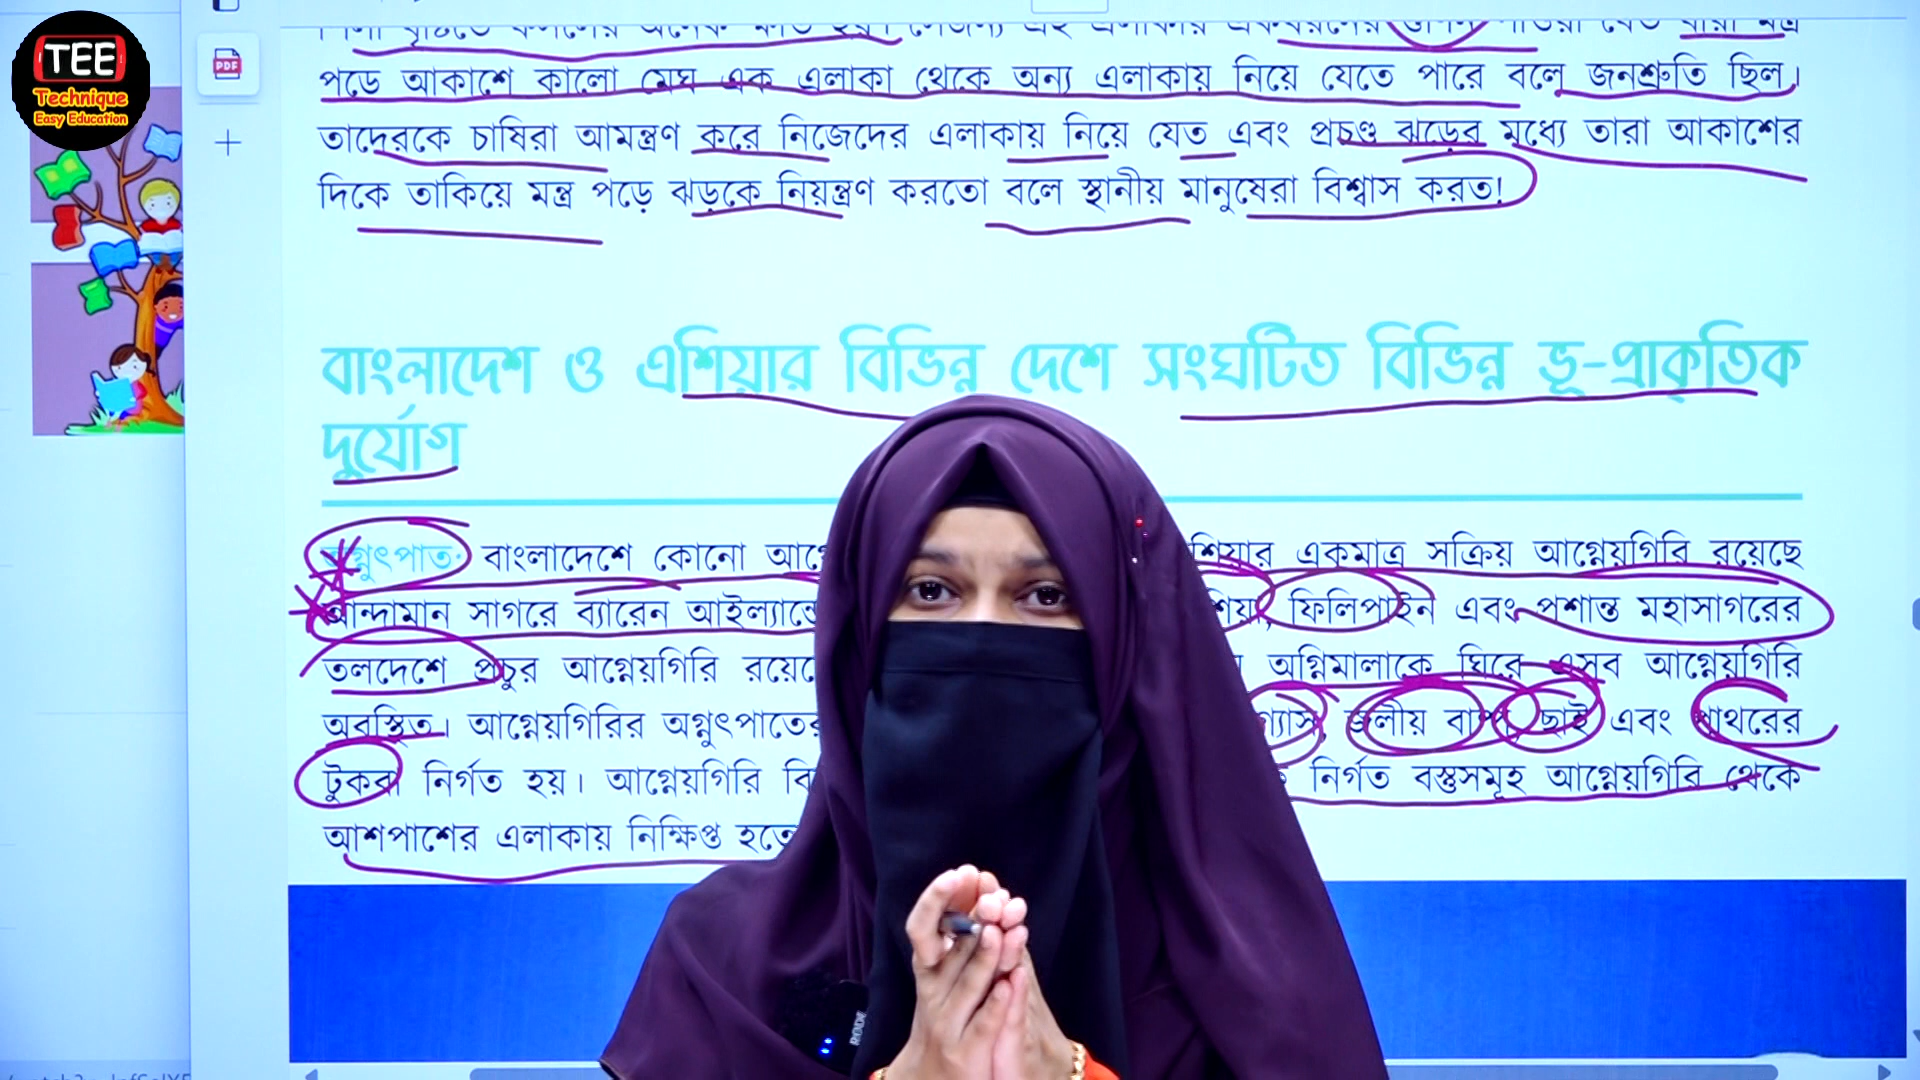 TEE
Technique
Easy Education
PDF
পড়ে আকাশে কালো মেঘ এক এলাকা থেকে অন্য এলাকায় নিয়ে যেতে পারে বলে জনশ্রুতি ছিল।
তাদেরকে চাষিরা আমন্ত্রণ করে নিজেদের এলাকায় নিয়ে যেত এবং প্রচণ্ড ঝড়ের মধ্যে তারা আকাশের
দিকে তাকিয়ে মন্ত্র পড়ে ঝড়কে নিয়ন্ত্রণ করতো বলে স্থানীয় মানুষেরা বিশ্বাস করত!
বাংলাদেশ ও এশিয়ার বিভিন্ন দেশে সংঘটিত বিভিন্ন ভূ-প্রাকৃতিক
দুর্যোগ
অগ্নুৎপাত: বাংলাদেশে কোনো একমাত্র সক্রিয় আগ্নেয়গিরি রয়েছে
আন্দামান সাগরে ব্যারেন আইল্যান্ডে ফিলিপাইন এবং প্রশান্ত মহাসাগরের
তলদেশে প্রচুর আগ্নেয়গিরি অগ্নিমালাকে ঘিরে এসব আগ্নেয়গিরি
অবস্থিত। আগ্নেয়গিরির অগ্নুৎপাতের জলীয় বাষ্প, ছাই এবং পাথরের
টুকরা নির্গত হয়। আগ্নেয়গিরি নির্গত বস্তুসমূহ আগ্নেয়গিরি থেকে
আশপাশের এলাকায় নিক্ষিপ্ত
RODE